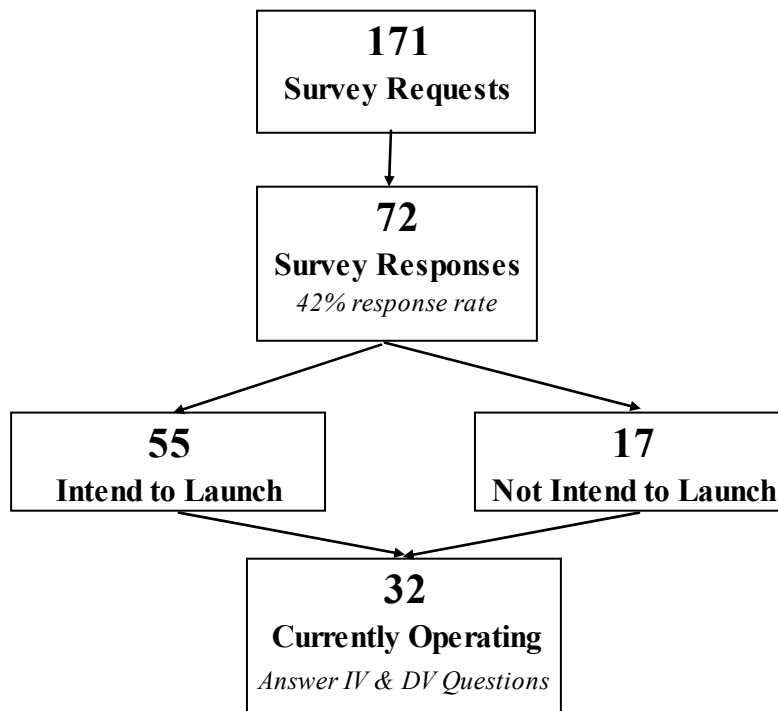 171
Survey Requests
72
Survey Responses
42% response rate
55
Intend to Launch
17
Not Intend to Launch
32
Currently Operating
Answer IV & DV Questions